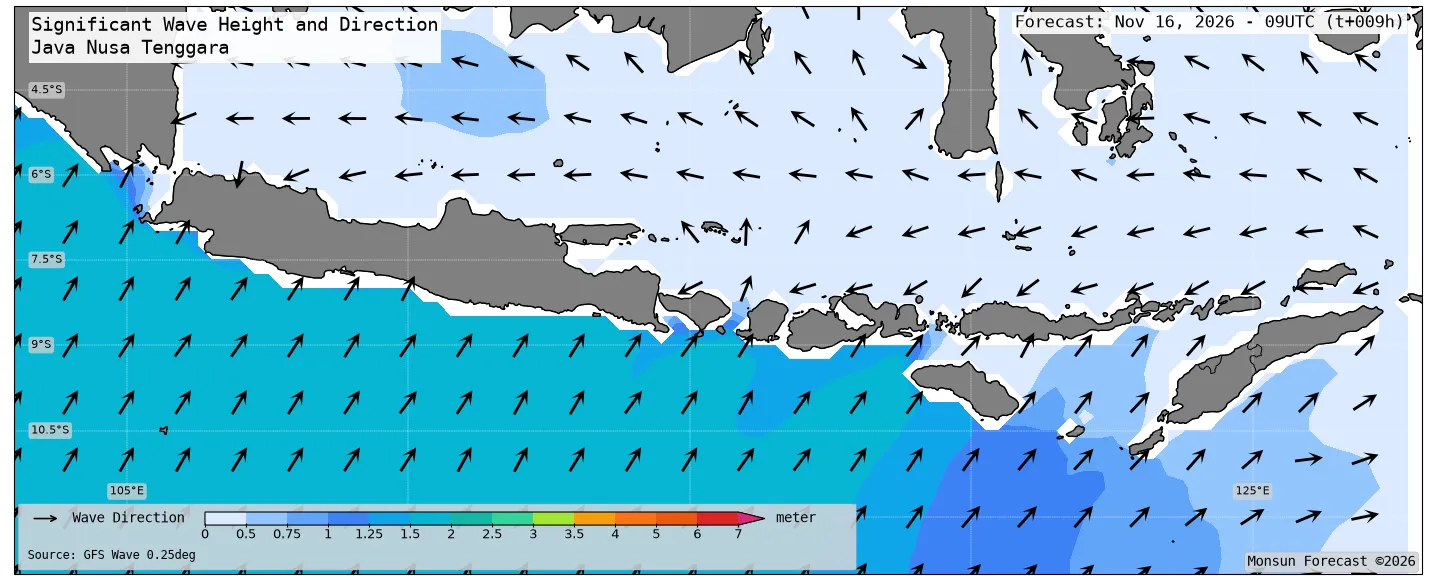 Significant Wave Height and Direction
Java Nusa Tenggara
Forecast: Nov 16, 2026 - 09UTC (t+009h)
4.5°S
6°S
7.5°S
9°S
10.5°S
105°E
125°E
Wave Direction
meter
0 0.5 0.75 1 1.25 1.5 2 2.5 3 3.5 4 5 6 7
Source: GFS Wave 0.25deg
Monsun Forecast ©2026